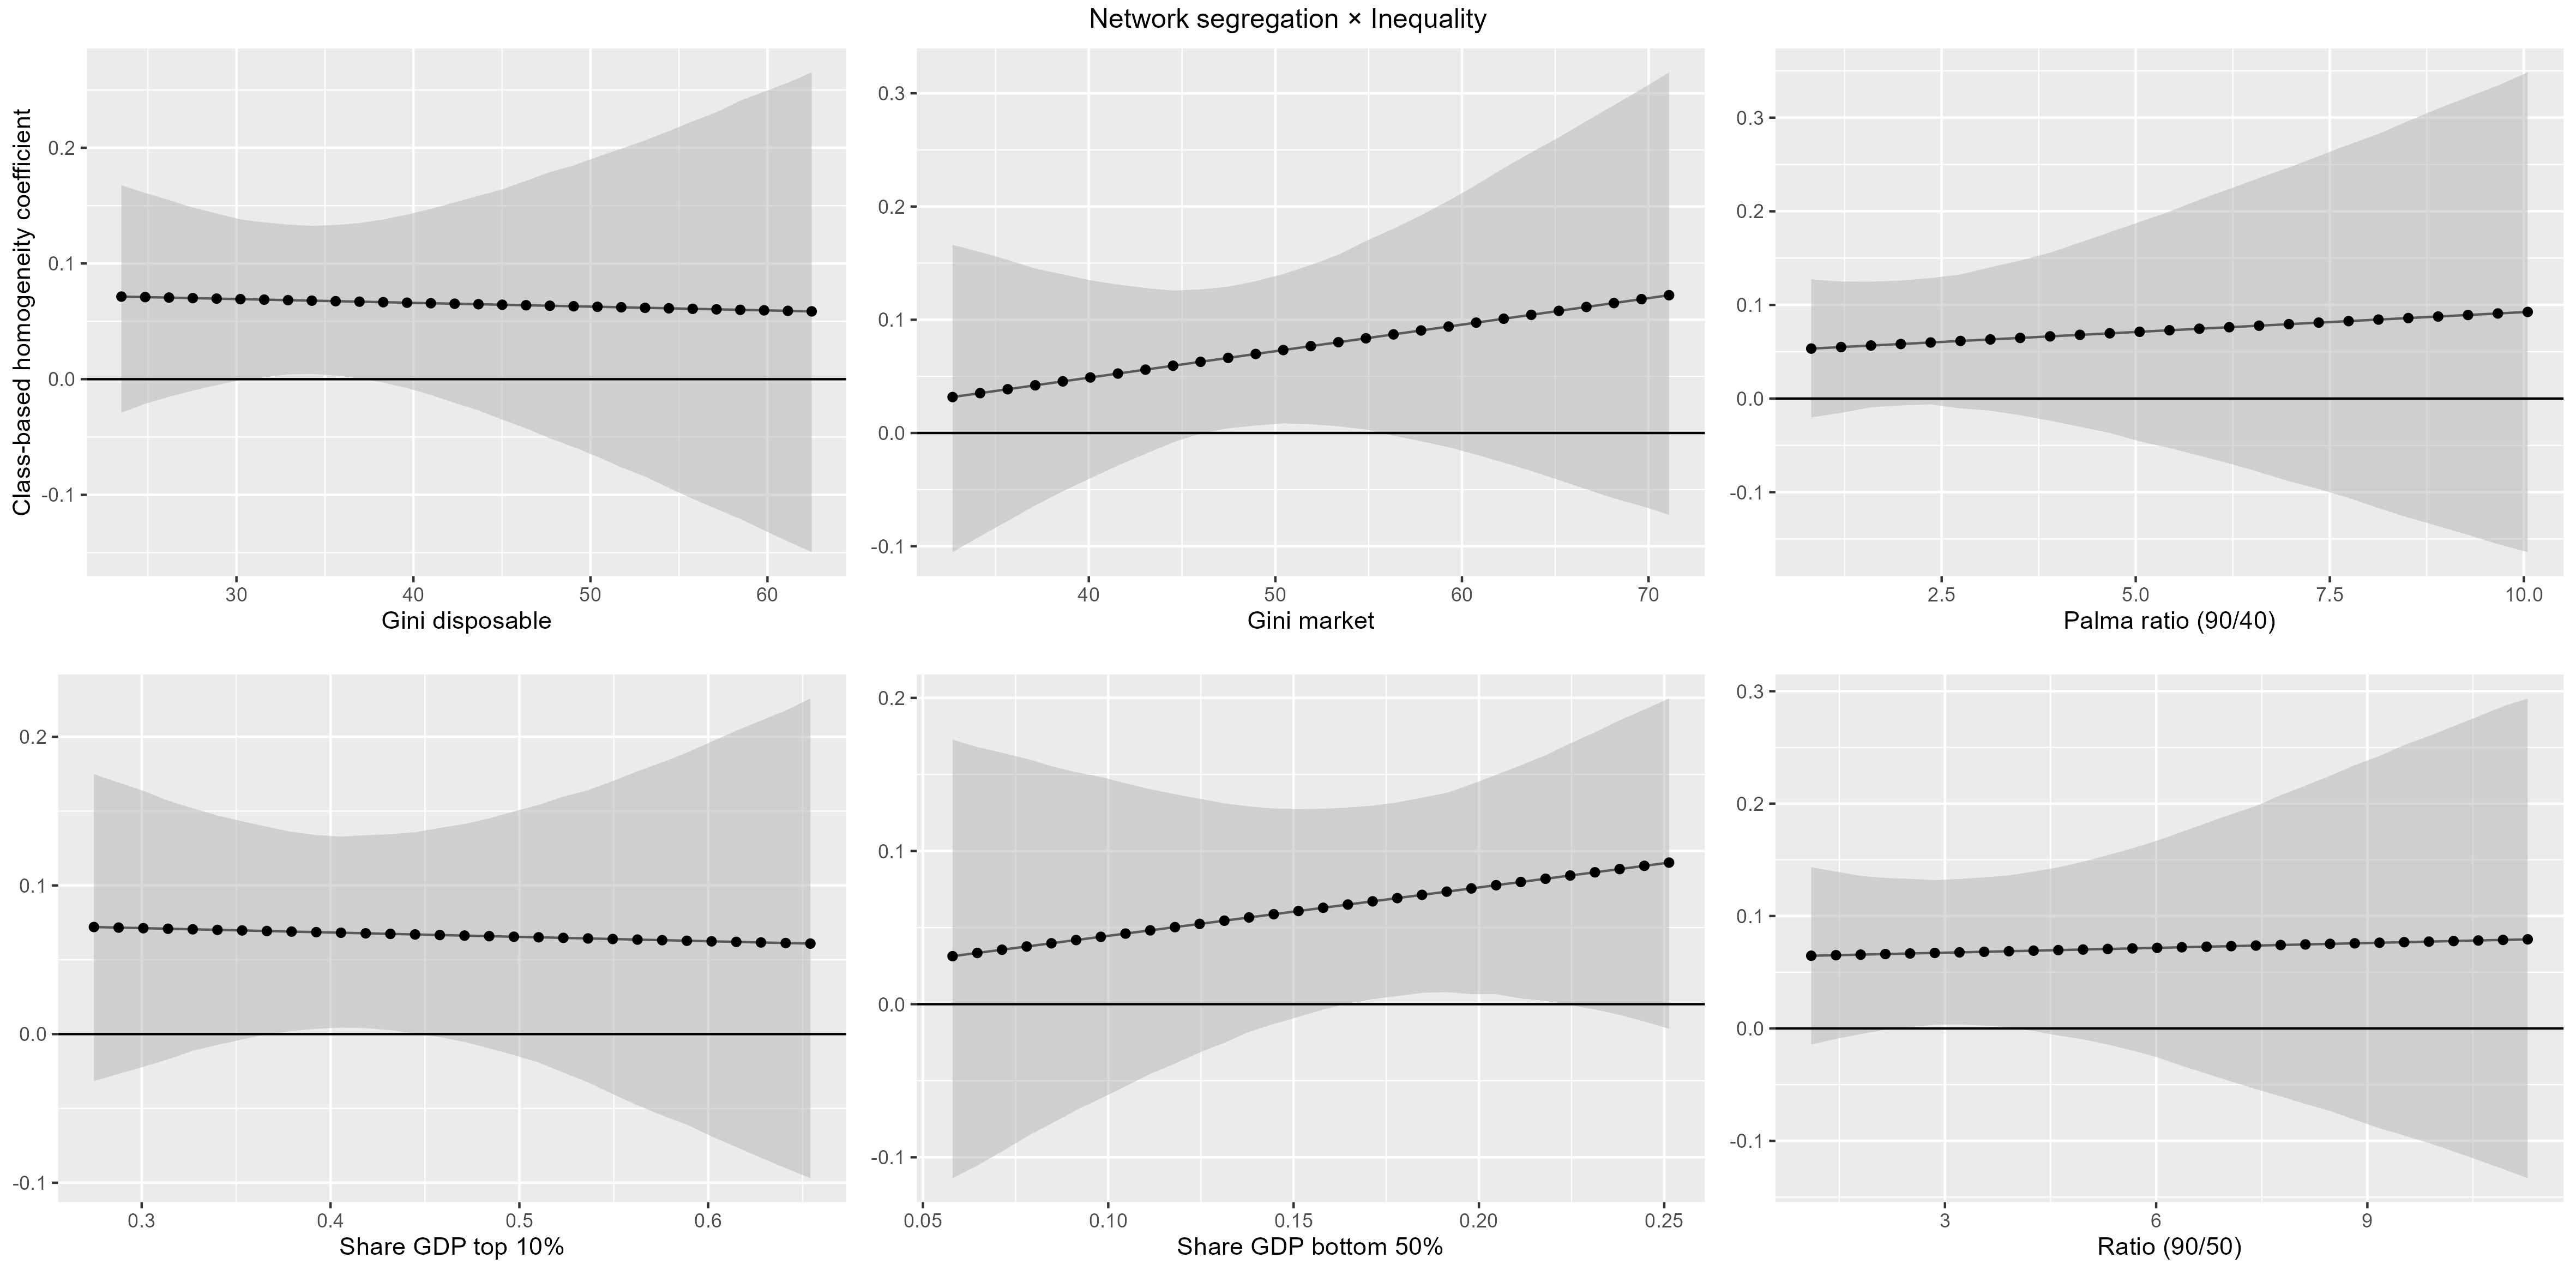 Network segregation × Inequality
Class-based homogeneity coefficient
0.2
0.1
0.0
-0.1
30 40 50 60
Gini disposable
0.3
0.2
0.1
0.0
-0.1
40 50 60 70
Gini market
0.3
0.2
0.1
0.0
-0.1
2.5 5.0 7.5 10.0
Palma ratio (90/40)
0.2
0.1
0.0
-0.1
0.3 0.4 0.5 0.6
Share GDP top 10%
0.2
0.1
0.0
-0.1
0.05 0.10 0.15 0.20 0.25
Share GDP bottom 50%
0.3
0.2
0.1
0.0
-0.1
3 6 9
Ratio (90/50)